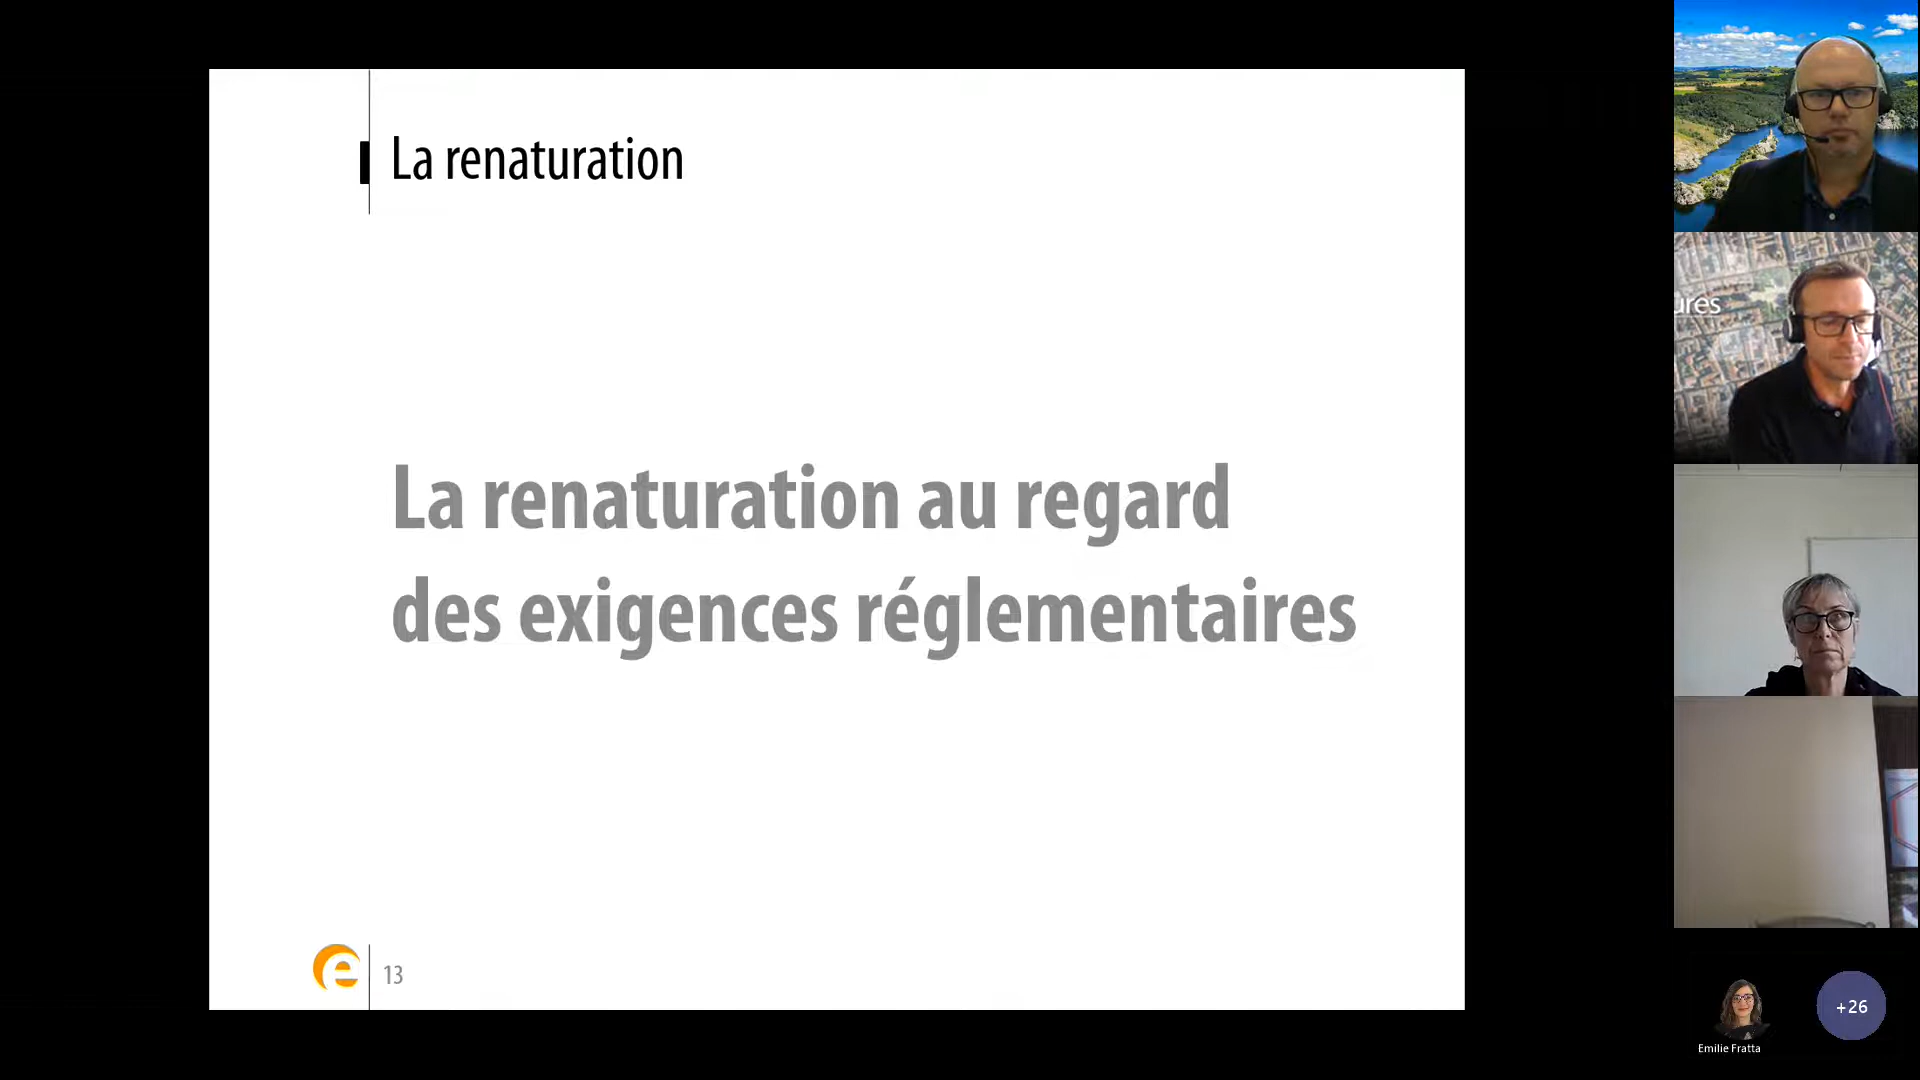 La renaturation
La renaturation au regard
des exigences réglementaires
13
ures
+26
Emilie Fratta